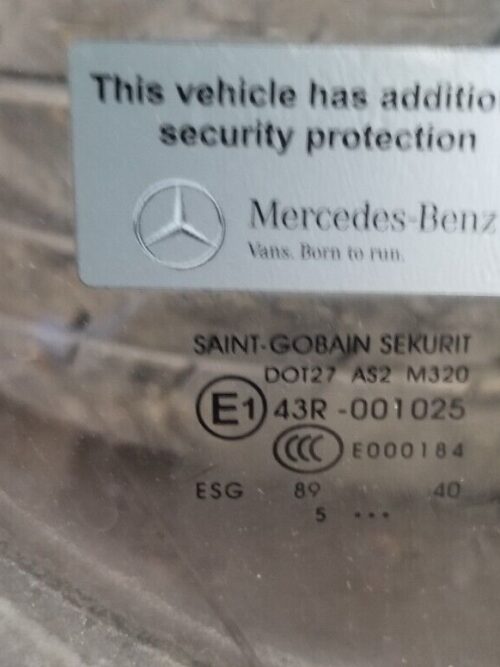 This vehicle has additio
security protection
Mercedes-Benz
Vans. Born to run.
SAINT-GOBAIN SEKURIT
DOT27 AS2 M320
E1 43R-001025
CCC E000184
ESG 89 40
5 ...